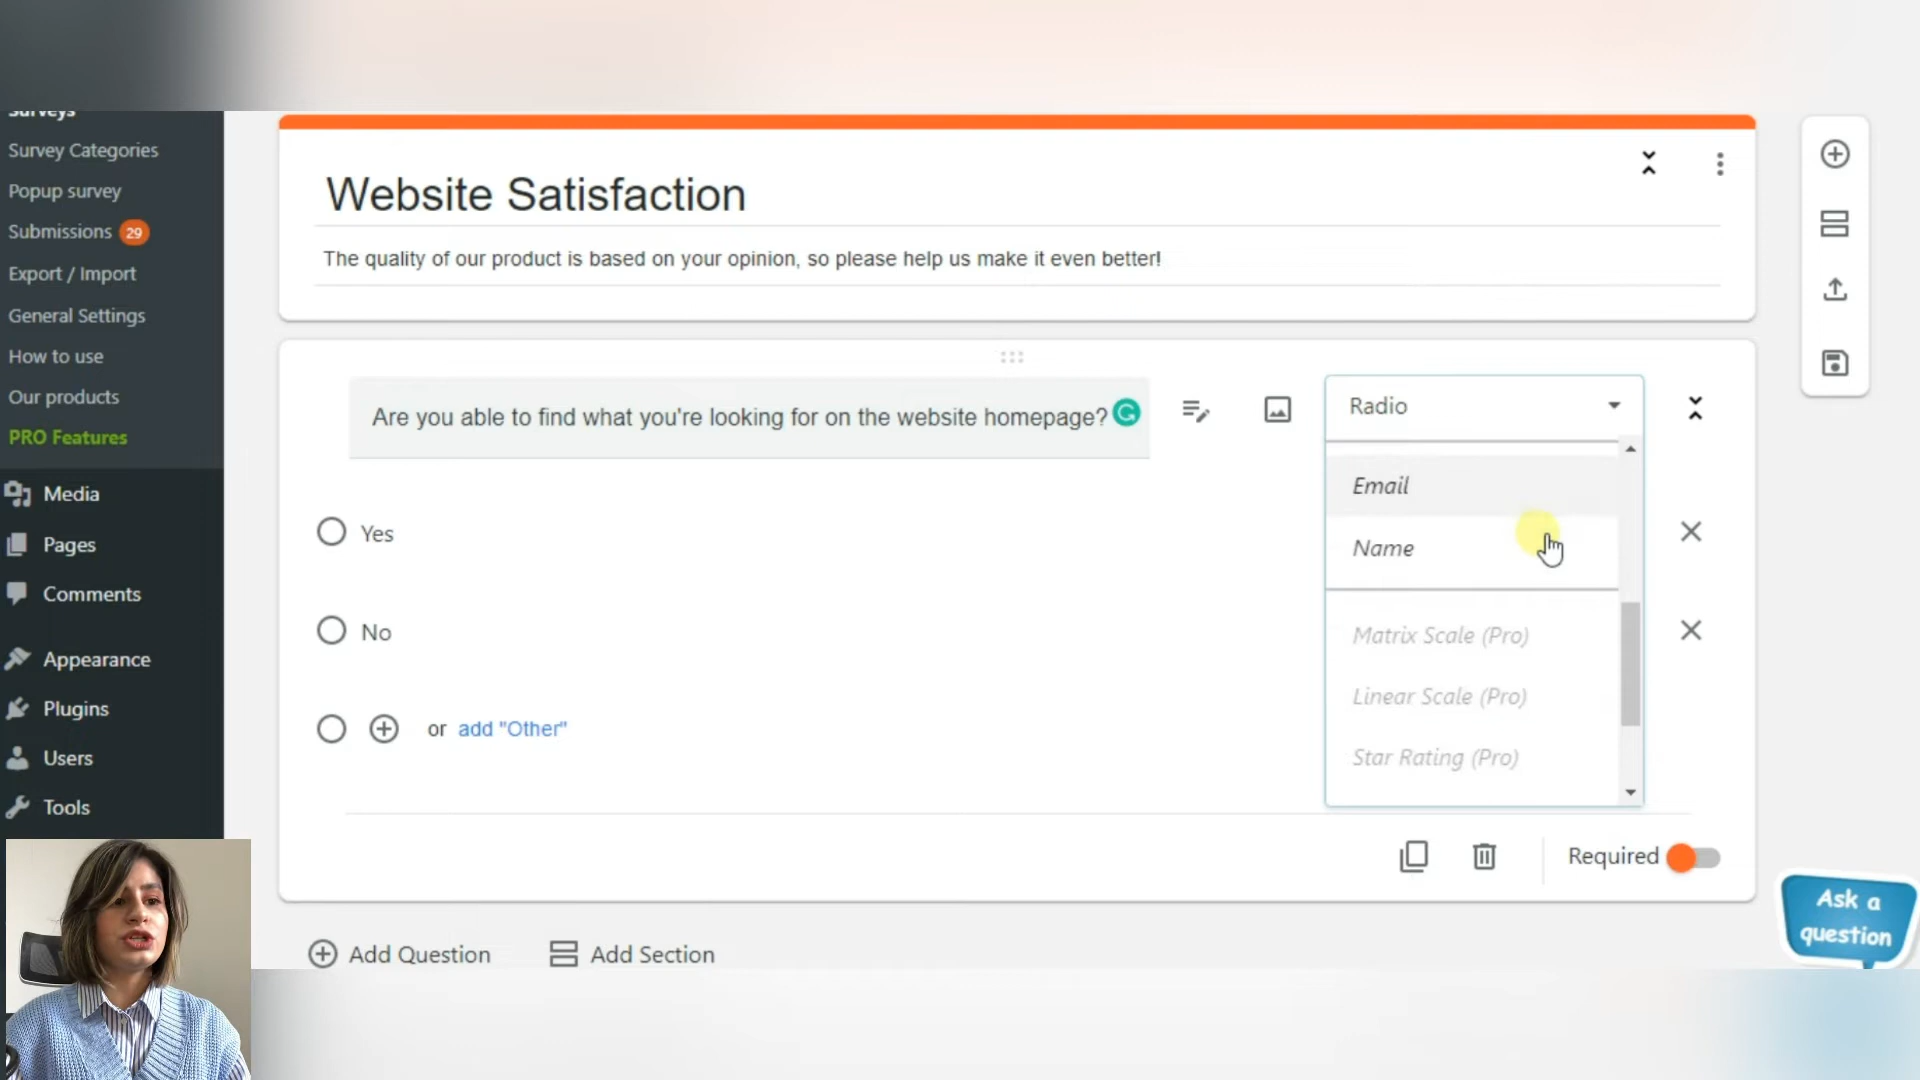 Surveys
Survey Categories
Popup survey
Submissions 29
Export / Import
General Settings
How to use
Our products
PRO Features
Media
Pages
Comments
Appearance
Plugins
Users
Tools
Website Satisfaction
The quality of our product is based on your opinion, so please help us make it even better!
Are you able to find what you're looking for on the website homepage?
Radio
Email
Name
Matrix Scale (Pro)
Linear Scale (Pro)
Star Rating (Pro)
Yes
No
or add "Other"
Required
Add Question
Add Section
Ask a
question